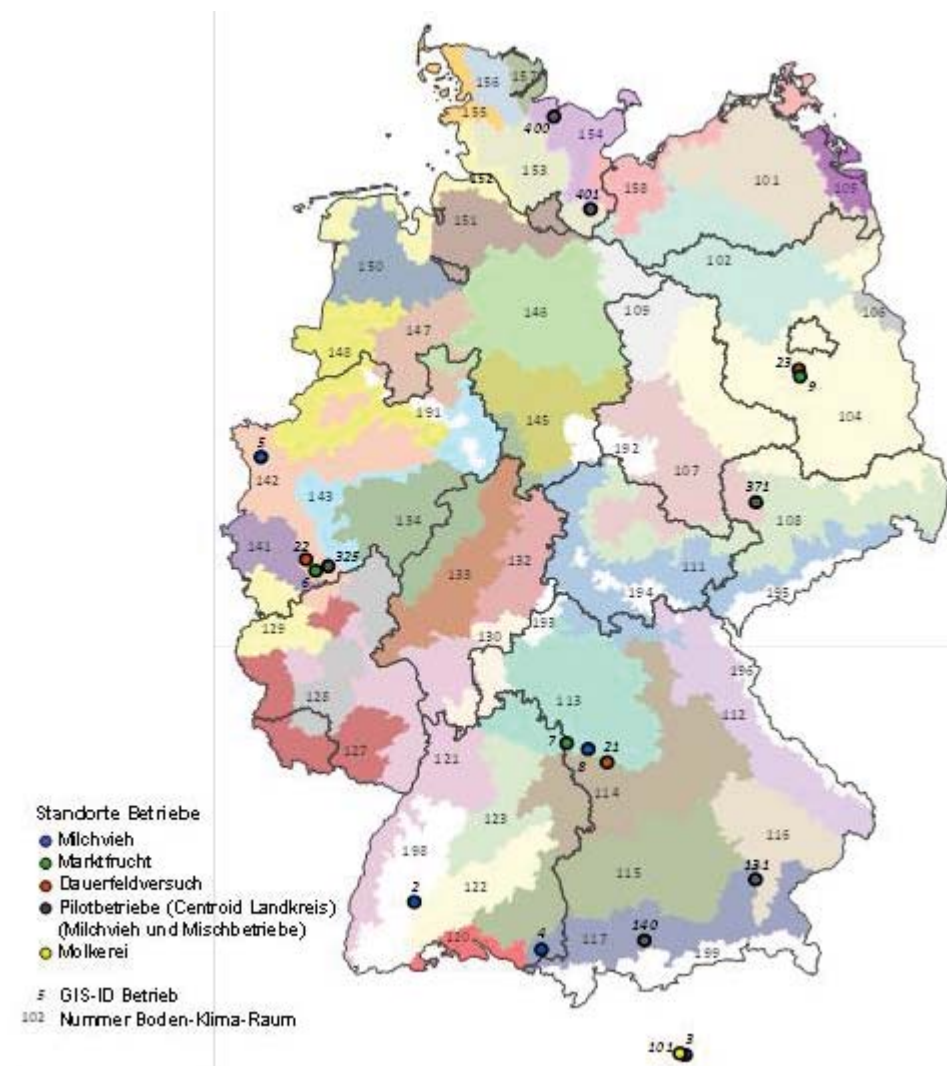 156 157
155
400 154
153
152
401 158 101 105
151
102
150
109 106
146
147
148
23
9
191 104
145
5 192
142 107
143 371
134 108
141 22 325
6 133 132 111
194 195
129 193
130
196
128 113 112
7 21
127 121 8
114
123 116
198
131
2 122 115
140
120 4 117 199
Standorte Betriebe
Milchvieh
Marktfrucht
Dauerfeldversuch
Pilotbetriebe (Centroid Landkreis)
(Milchvieh und Mischbetriebe)
Molkerei
5 GIS-ID Betrieb
102 Nummer Boden-Klima-Raum
101 3